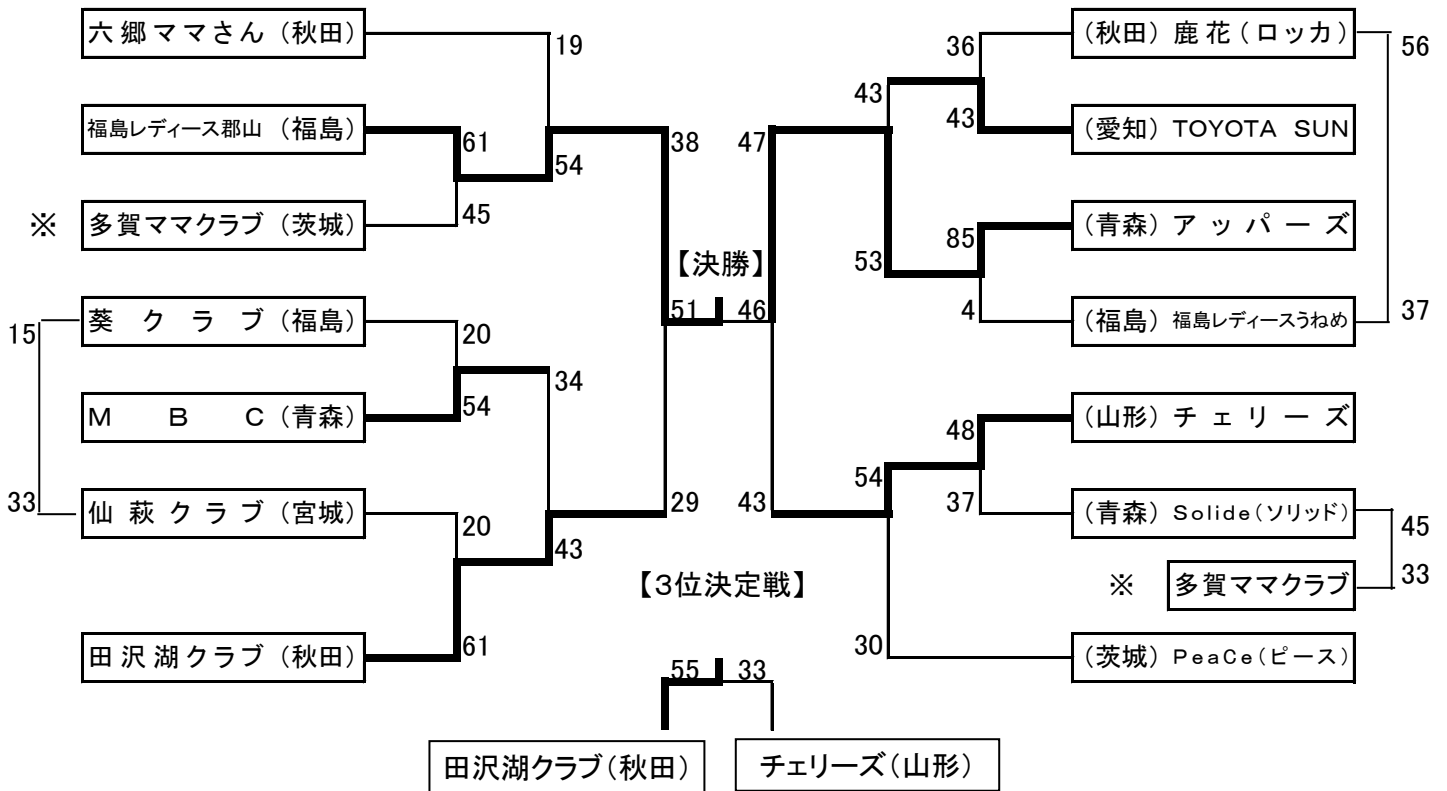 六郷ママさん（秋田）
19
福島レディース郡山（福島）
61
54
38
※ 多賀ママクラブ（茨城）
45
葵クラブ（福島）
15
20
34
MBC（青森）
54
33
仙萩クラブ（宮城）
20
43
29
田沢湖クラブ（秋田）
61
【決勝】
51 46
36
（秋田）鹿花（ロッカ）
56
43
43
（愛知）TOYOTA SUN
47
85
（青森）アッパーズ
53
4
（福島）福島レディースうねめ
37
48
（山形）チェリーズ
54
43
37
（青森）Solide（ソリッド）
45
※ 多賀ママクラブ
33
30
（茨城）PeaCe（ピース）
【3位決定戦】
55 33
田沢湖クラブ（秋田）
チェリーズ（山形）